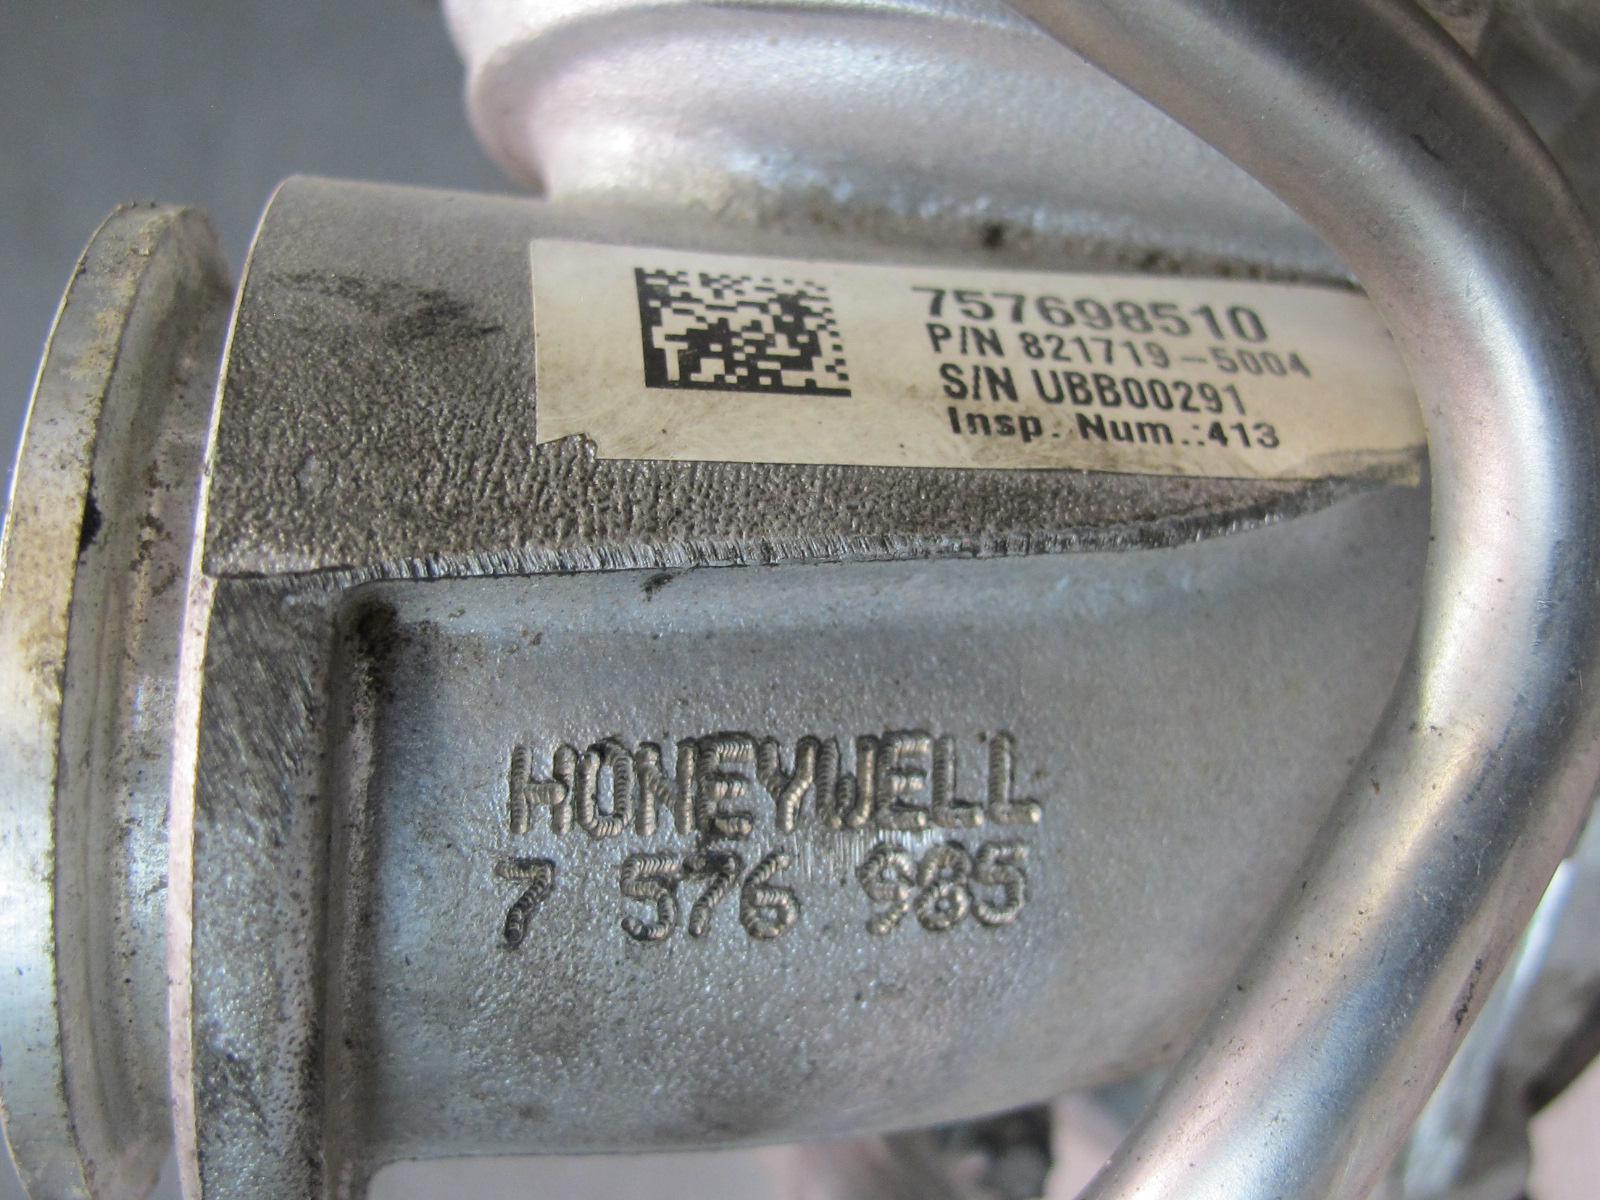 757698510
P/N 821719-5004
S/N UBB00291
Insp. Num.:413
HONEYWELL
7 576 985